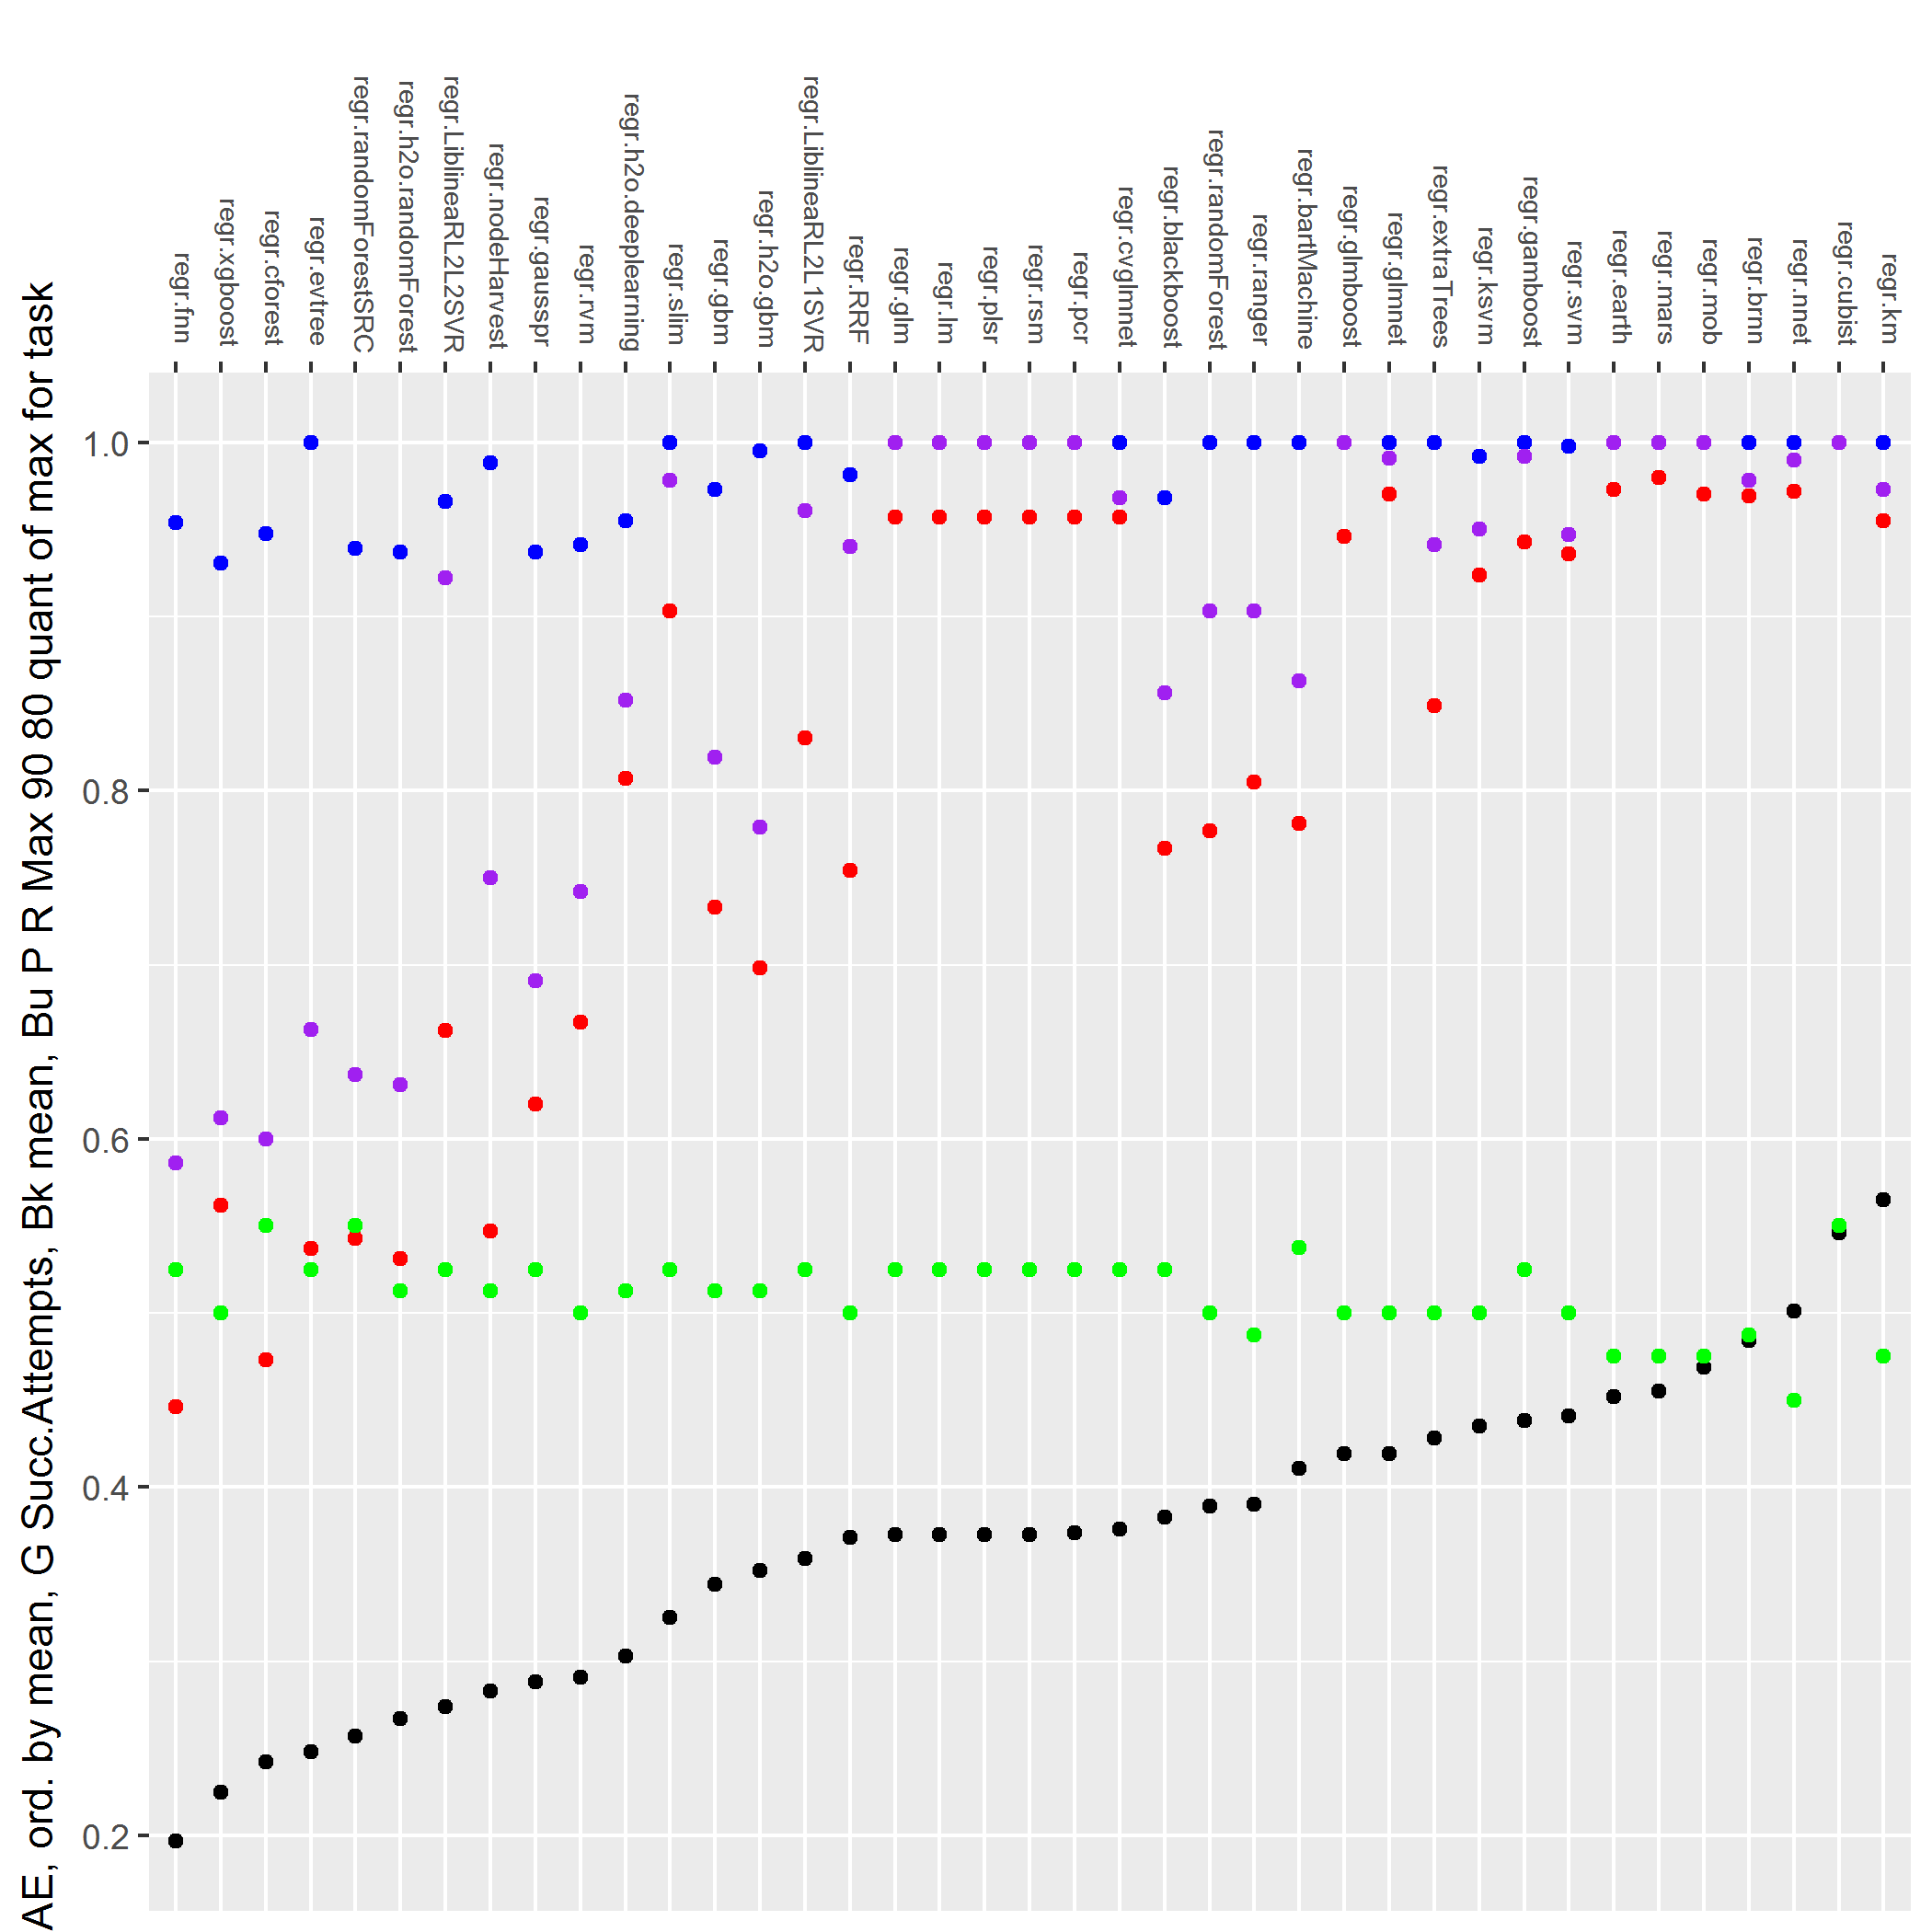 regr.fnn
regr.xgboost
regr.cforest
regr.evtree
regr.randomForestSRC
regr.h2o.randomForest
regr.LiblineaRL2L2SVR
regr.nodeHarvest
regr.gausspr
regr.rvm
regr.h2o.deeplearning
regr.slim
regr.gbm
regr.h2o.gbm
regr.LiblineaRL2L1SVR
regr.RRF
regr.glm
regr.lm
regr.plsr
regr.rsm
regr.pcr
regr.cvglmnet
regr.blackboost
regr.randomForest
regr.ranger
regr.bartMachine
regr.glmboost
regr.glmnet
regr.extraTrees
regr.ksvm
regr.gamboost
regr.svm
regr.earth
regr.mars
regr.mob
regr.brnn
regr.nnet
regr.cubist
regr.km
AE, ord. by mean, G Succ.Attempts, Bk mean, Bu P R Max 90 80 quant of max for task
1.0
0.8
0.6
0.4
0.2